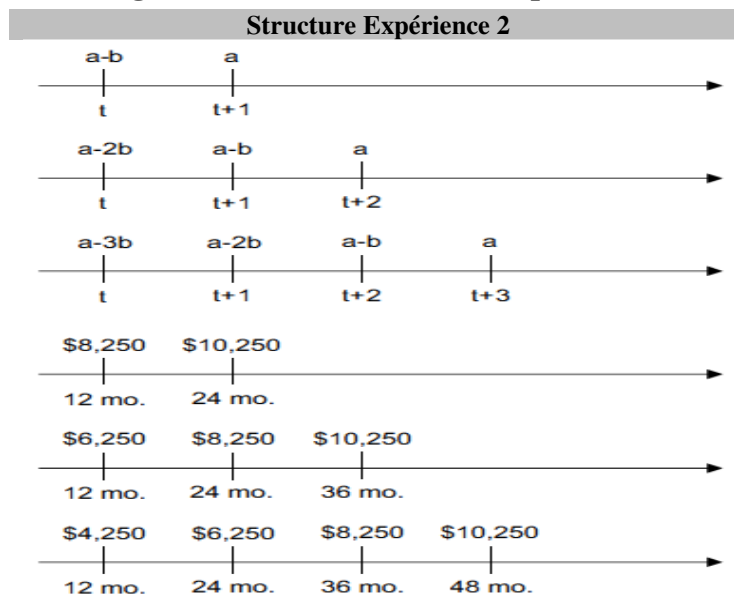 Structure Expérience 2
a-b a
t t+1
a-2b a-b a
t t+1 t+2
a-3b a-2b a-b a
t t+1 t+2 t+3
$8,250 $10,250
12 mo. 24 mo.
$6,250 $8,250 $10,250
12 mo. 24 mo. 36 mo.
$4,250 $6,250 $8,250 $10,250
12 mo. 24 mo. 36 mo. 48 mo.